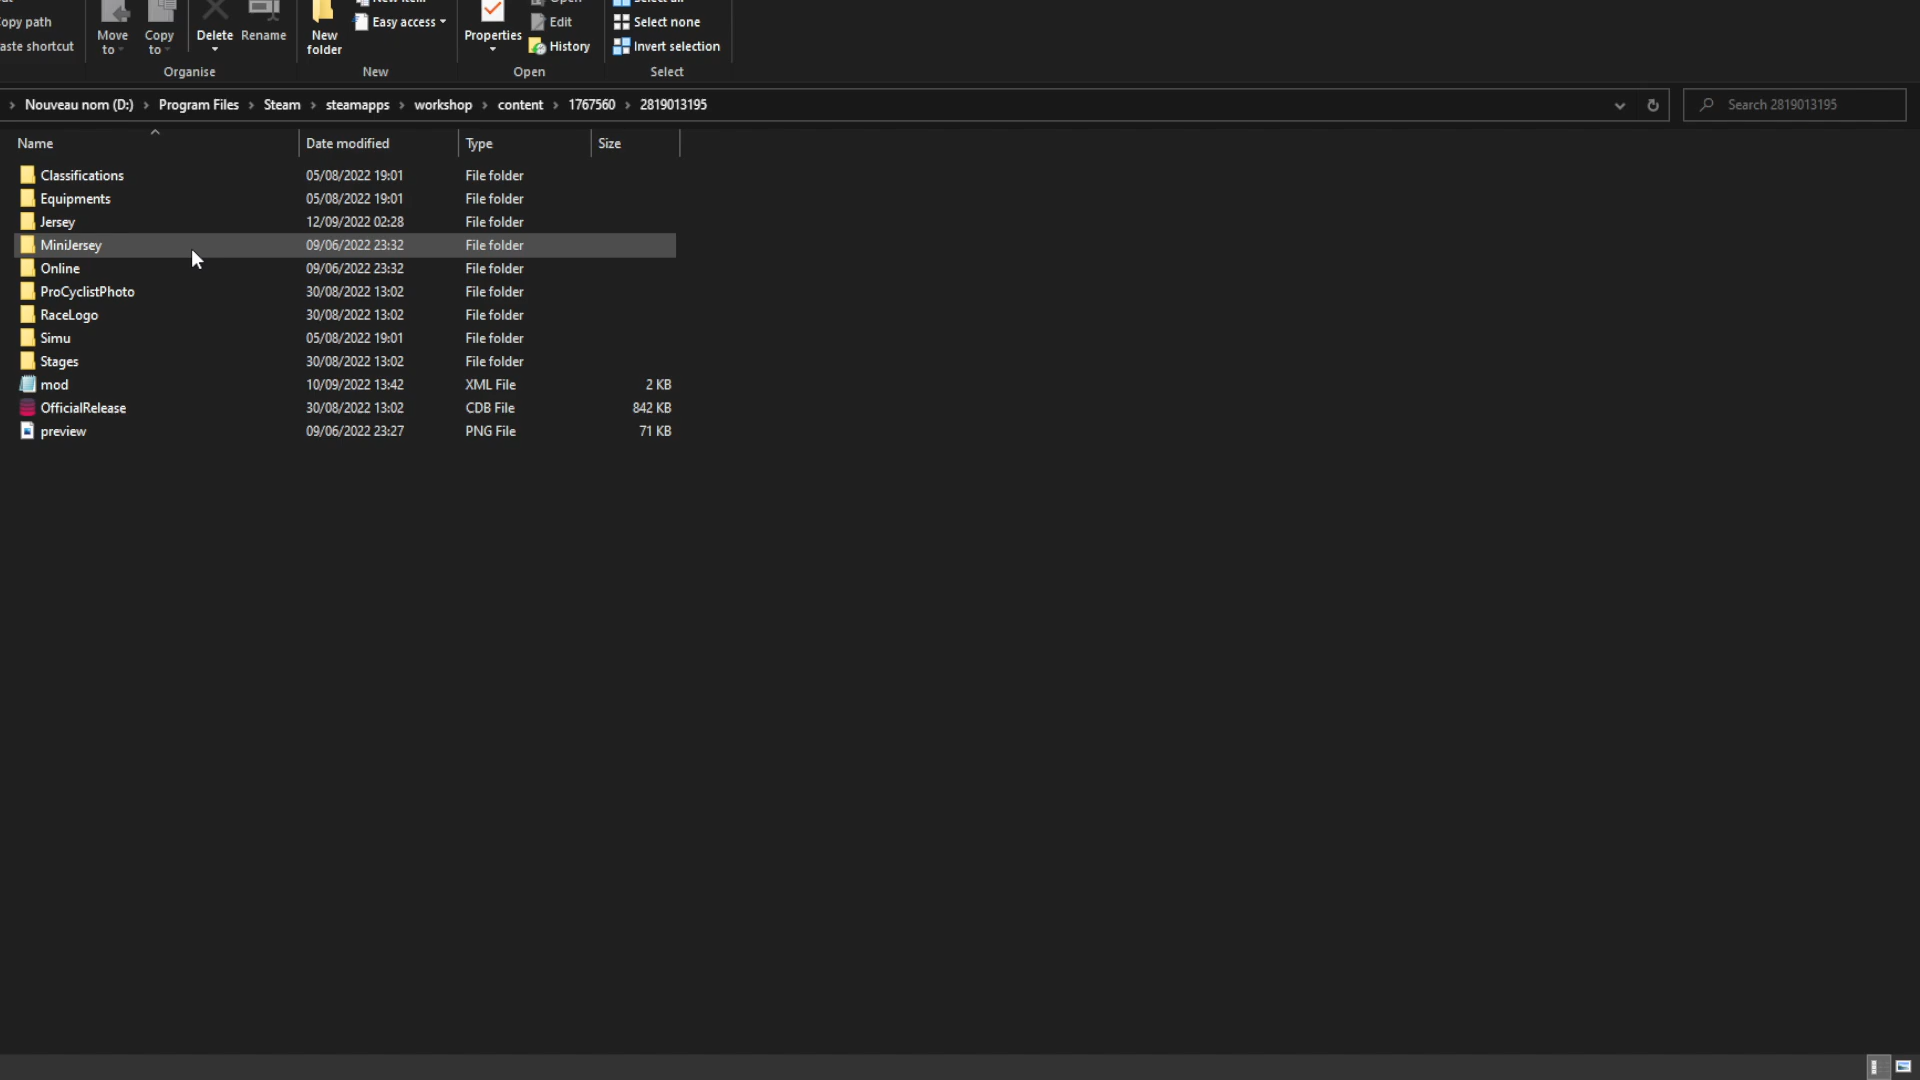 opy path
aste shortcut
Move to
Copy to
Delete
Rename
New folder
Easy access
Properties
Edit
History
Select none
Invert selection
Organise
New
Open
Select
Nouveau nom (D:) > Program Files > Steam > steamapps > workshop > content > 1767560 > 2819013195
Search 2819013195
Name Date modified Type Size
Classifications 05/08/2022 19:01 File folder
Equipments 05/08/2022 19:01 File folder
Jersey 12/09/2022 02:28 File folder
MiniJersey 09/06/2022 23:32 File folder
Online 09/06/2022 23:32 File folder
ProCyclistPhoto 30/08/2022 13:02 File folder
RaceLogo 30/08/2022 13:02 File folder
Simu 05/08/2022 19:01 File folder
Stages 30/08/2022 13:02 File folder
mod 10/09/2022 13:42 XML File 2 KB
OfficialRelease 30/08/2022 13:02 CDB File 842 KB
preview 09/06/2022 23:27 PNG File 71 KB